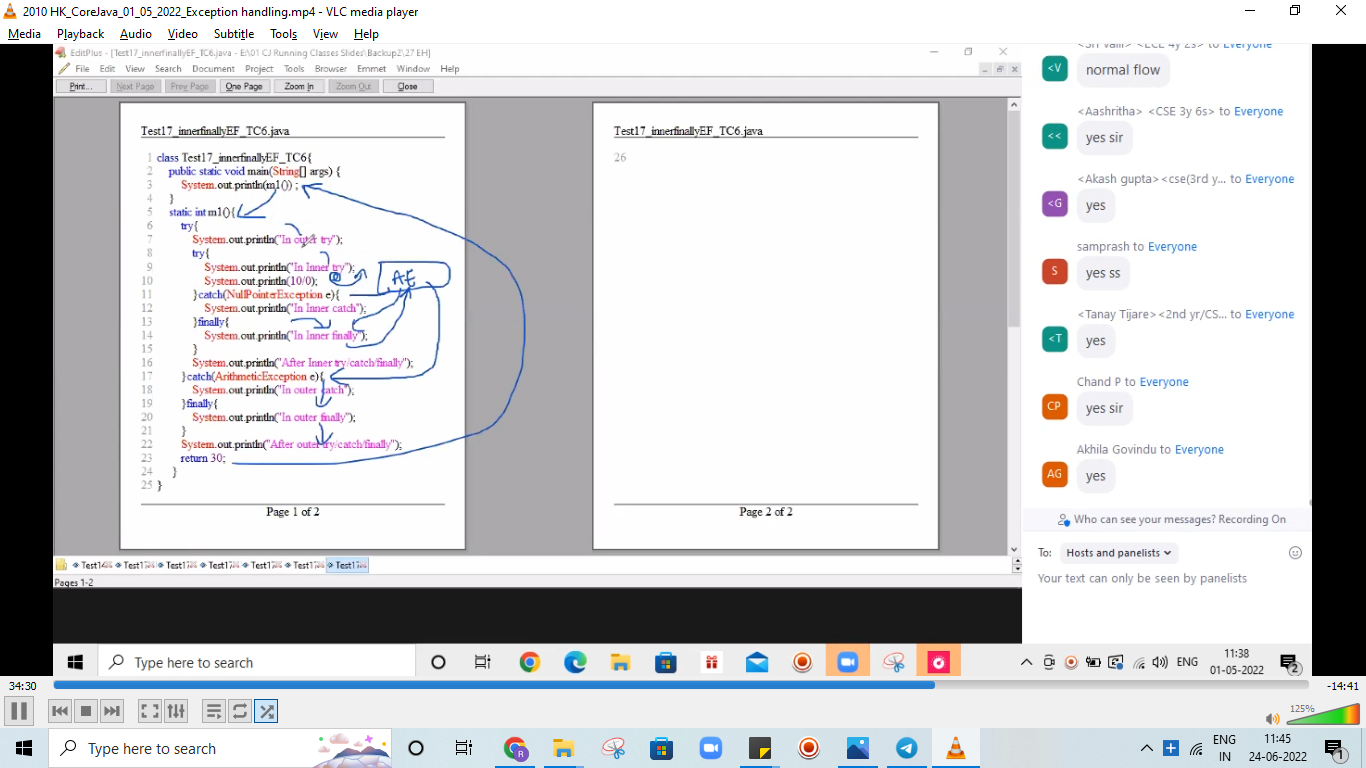 2010 HK_CoreJava_01_05_2022_Exception handling.mp4 - VLC media player
Media Playback Audio Video Subtitle Tools View Help
EditPlus - [Test17_innerfinallyEF_TC6.java - E:\01 CJ Running Classes Slides\Backup2\27 EH]
File Edit View Search Document Project Tools Browser Emmet Window Help
Print... Next Page Prev Page One Page Zoom In Zoom Out Close
Test17_innerfinallyEF_TC6.java
1 class Test17_innerfinallyEF_TC6{
2 public static void main(String[] args) {
3 System.out.println(m1()) ;
4 }
5 static int m1(){
6 try{
7 System.out.println("In outer try");
8 try{
9 System.out.println("In Inner try");
10 System.out.println(10/0);
11 }catch(NullPointerException e){
12 System.out.println("In Inner catch");
13 }finally{
14 System.out.println("In Inner finally");
15 }
16 System.out.println("After Inner try/catch/finally");
17 }catch(ArithmeticException e){
18 System.out.println("In outer catch");
19 }finally{
20 System.out.println("In outer finally");
21 }
22 System.out.println("After outer try/catch/finally");
23 return 30;
24 }
25 }
AE
Page 1 of 2
Test17_innerfinallyEF_TC6.java
26
Page 2 of 2
Test14 Test17 Test17 Test17 Test17 Test17 Test17
Pages 1-2
<Sri Valli> <ECE 4y 2s> to Everyone
<V normal flow
<Aashritha> <CSE 3y 6s> to Everyone
<< yes sir
<Akash gupta><cse(3rd y... to Everyone
<G yes
samprash to Everyone
S yes ss
<Tanay Tijare><2nd yr/CS... to Everyone
<T yes
Chand P to Everyone
CP yes sir
Akhila Govindu to Everyone
AG yes
Who can see your messages? Recording On
To: Hosts and panelists
Your text can only be seen by panelists
Type here to search
ENG
11:38
01-05-2022
2
34:30
-14:41
125%
Type here to search
R
ENG
IN
11:45
24-06-2022
1